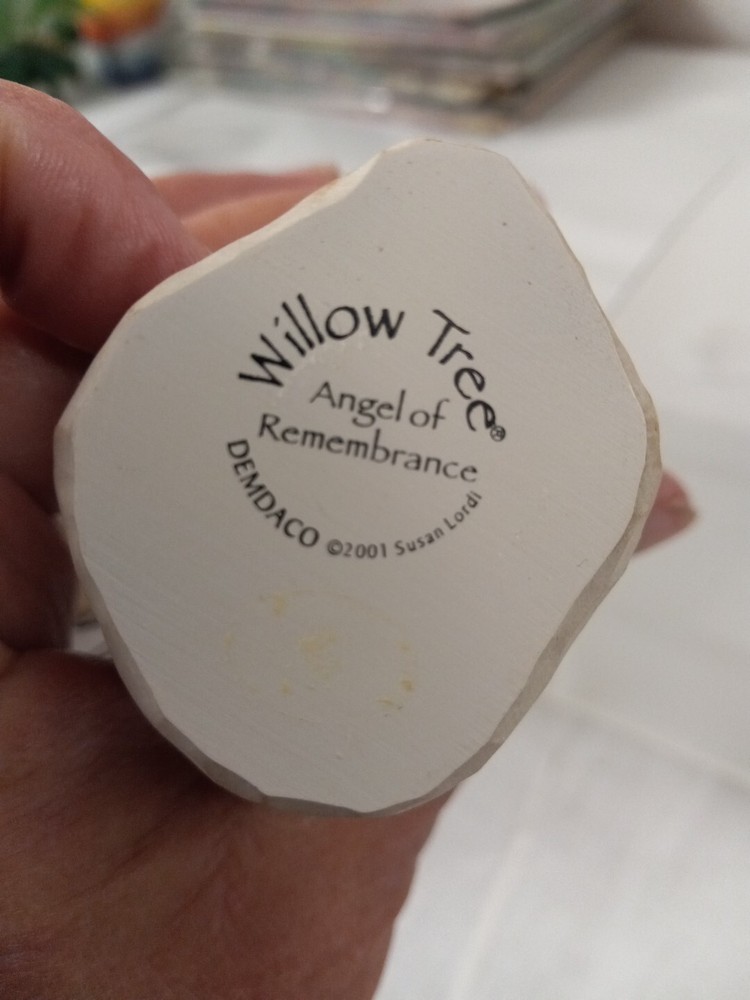 Willow Tree®
Angel of
Remembrance
DEMDACO ©2001 Susan Lordi